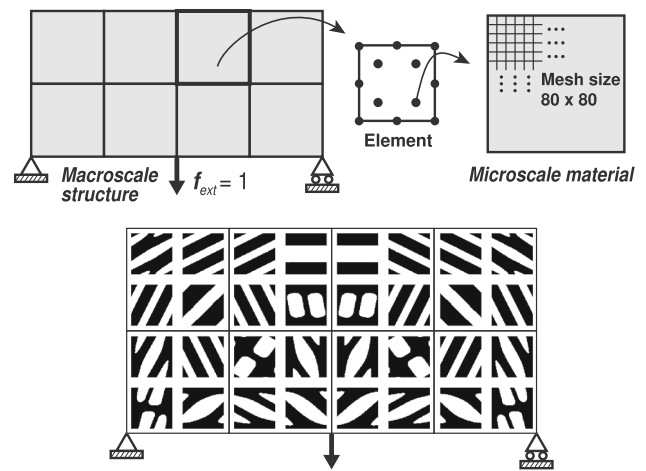 Mesh size
80 x 80
Element
Macroscale
structure
f_ext = 1
Microscale material